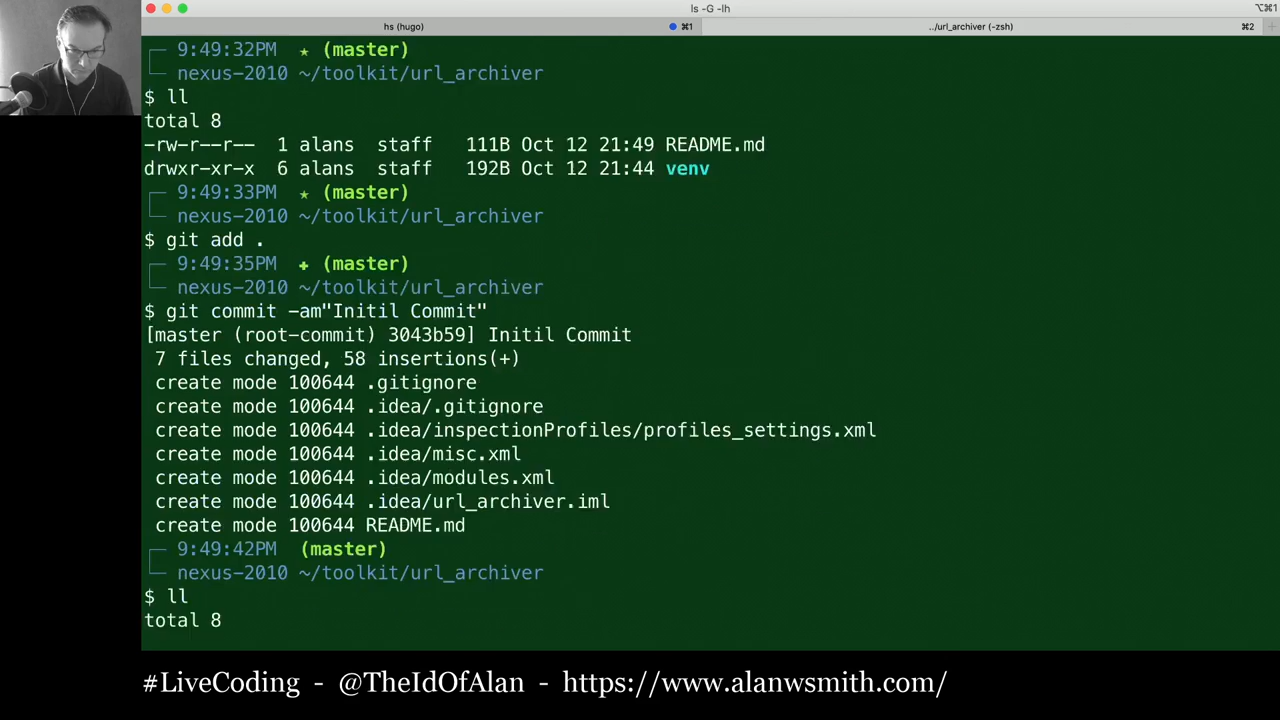 ls -G -lh
⌥⌘1
hs (hugo)
⌘1
../url_archiver (-zsh)
⌘2
9:49:32PM ★ (master)
nexus-2010 ~/toolkit/url_archiver
$ ll
total 8
-rw-r--r-- 1 alans staff 111B Oct 12 21:49 README.md
drwxr-xr-x 6 alans staff 192B Oct 12 21:44 venv
9:49:33PM ★ (master)
nexus-2010 ~/toolkit/url_archiver
$ git add .
9:49:35PM ✚ (master)
nexus-2010 ~/toolkit/url_archiver
$ git commit -am"Initil Commit"
[master (root-commit) 3043b59] Initil Commit
7 files changed, 58 insertions(+)
create mode 100644 .gitignore
create mode 100644 .idea/.gitignore
create mode 100644 .idea/inspectionProfiles/profiles_settings.xml
create mode 100644 .idea/misc.xml
create mode 100644 .idea/modules.xml
create mode 100644 .idea/url_archiver.iml
create mode 100644 README.md
9:49:42PM (master)
nexus-2010 ~/toolkit/url_archiver
$ ll
total 8
#LiveCoding - @TheIdOfAlan - https://www.alanwsmith.com/